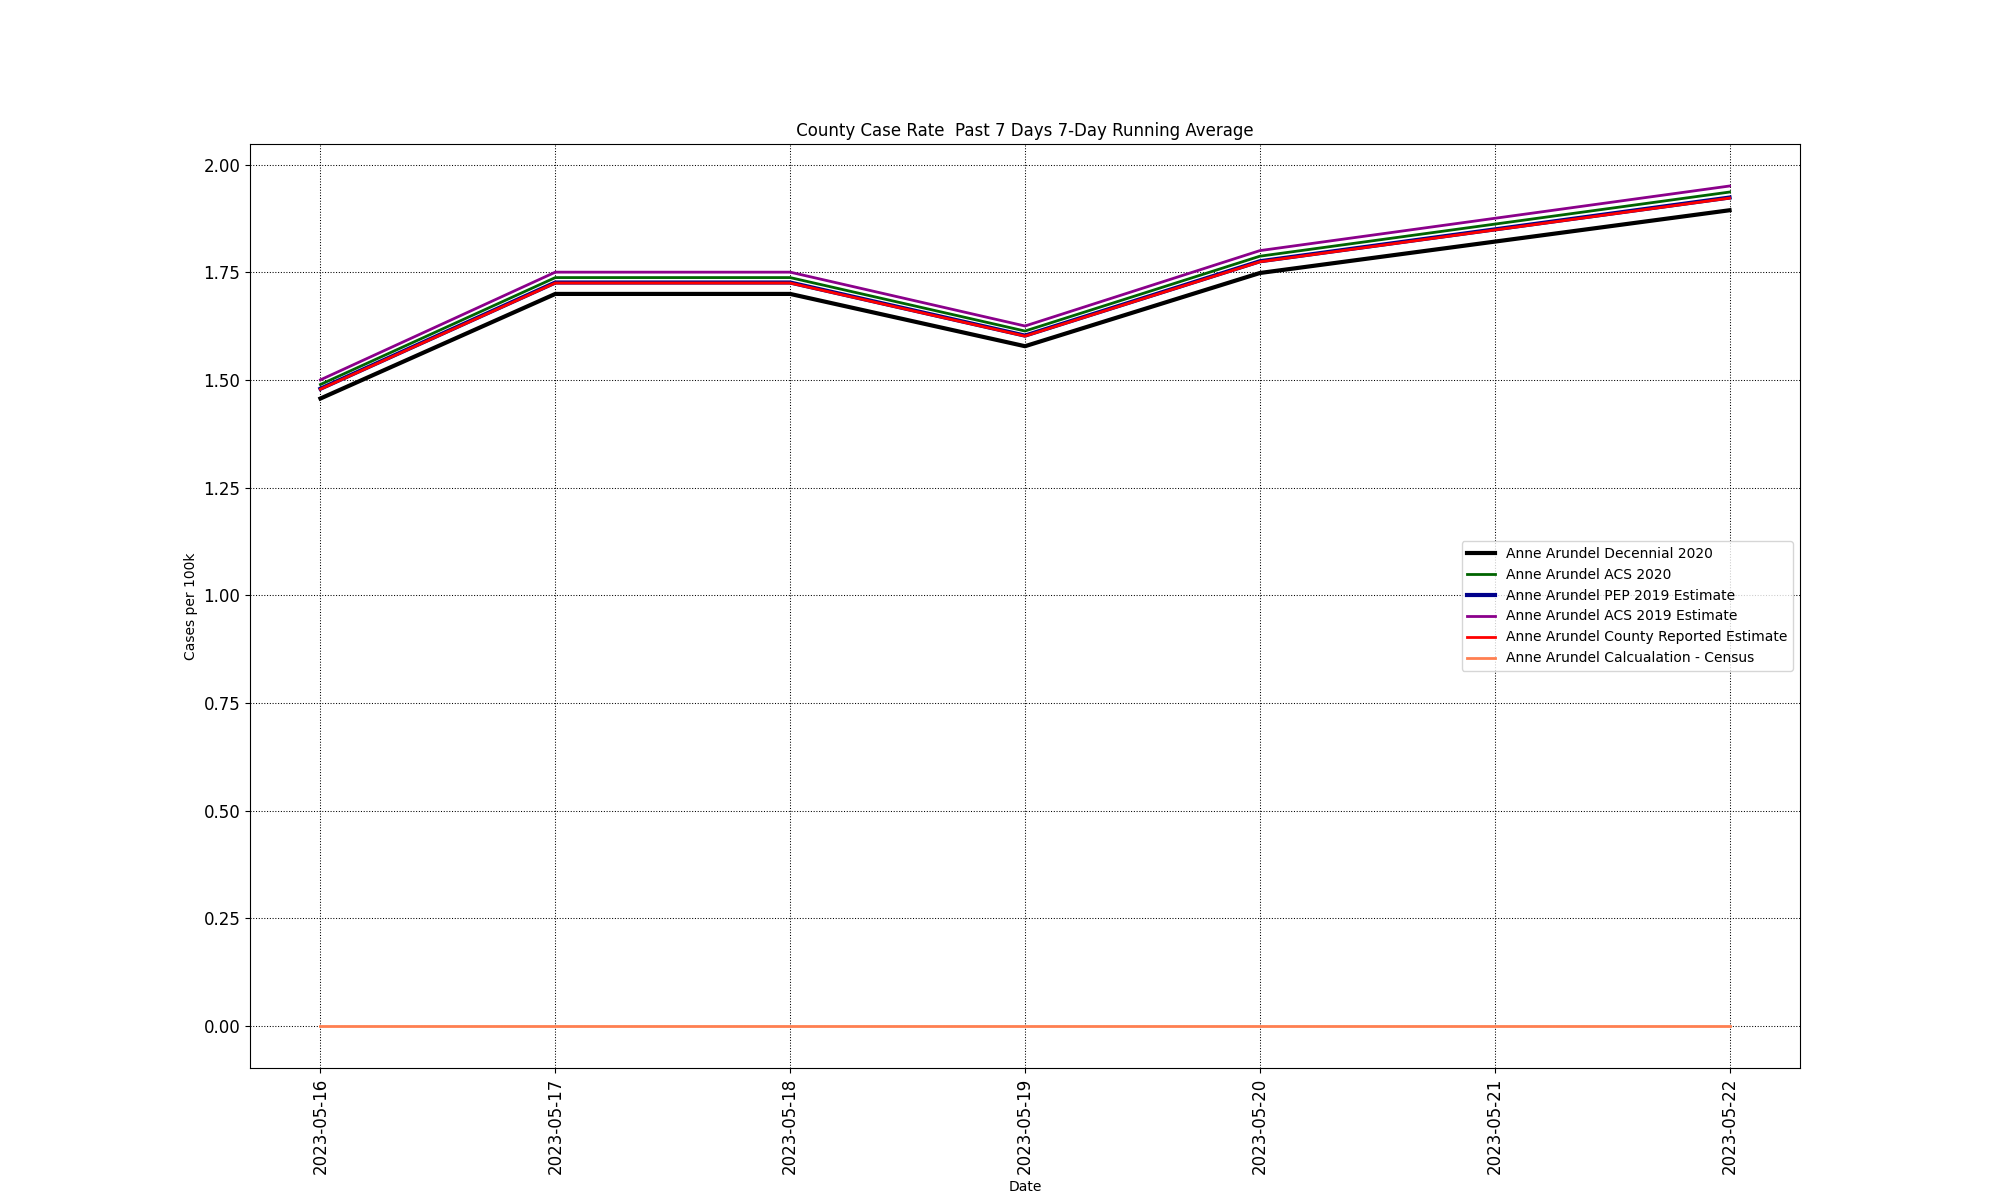 County Case Rate  Past 7 Days 7-Day Running Average
2.00
1.75
1.50
1.25
1.00
0.75
0.50
0.25
0.00
Cases per 100k
Anne Arundel Decennial 2020
Anne Arundel ACS 2020
Anne Arundel PEP 2019 Estimate
Anne Arundel ACS 2019 Estimate
Anne Arundel County Reported Estimate
Anne Arundel Calcualation - Census
2023-05-16
2023-05-17
2023-05-18
2023-05-19
2023-05-20
2023-05-21
2023-05-22
Date